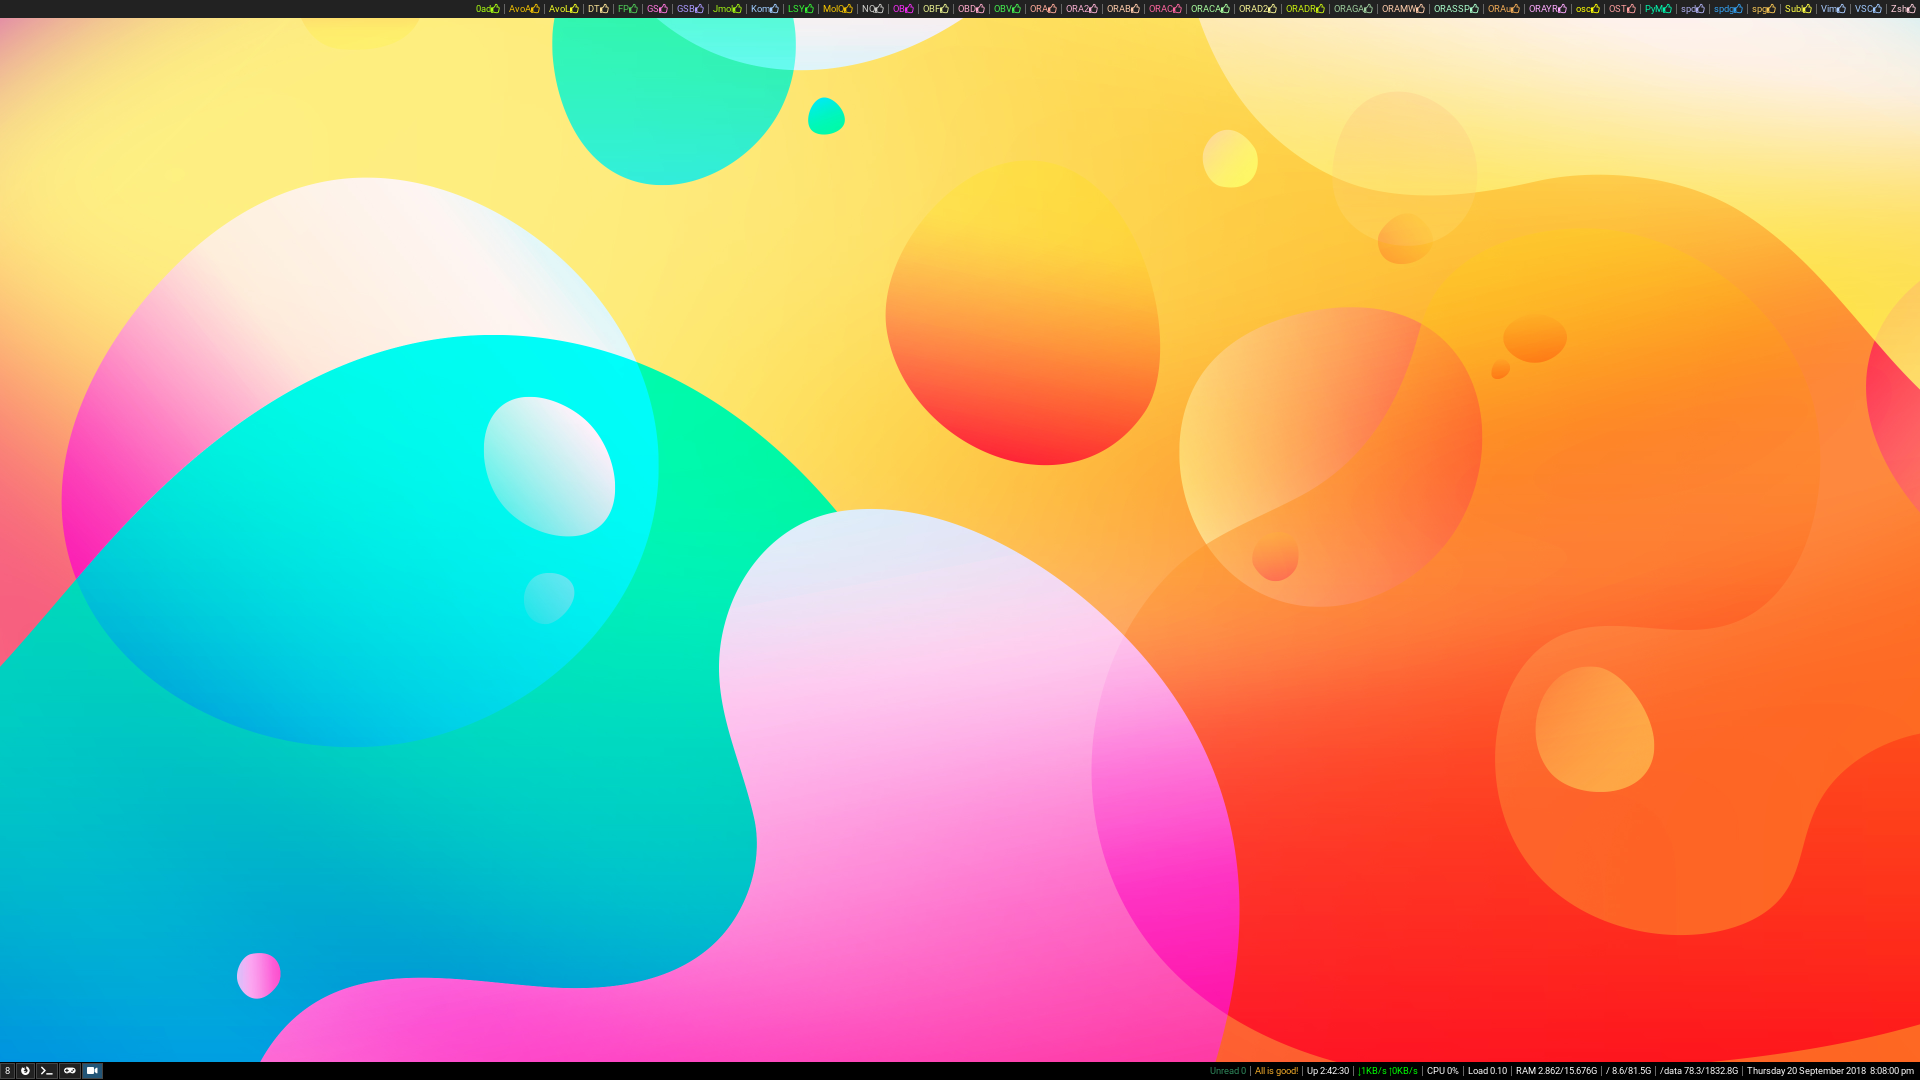 0ad | AvoA | AvoL | DT | FP | GS | GSB | Jmol | Kom | LSY | MolQ | NQ | OB | OBF | OBD | OBV | ORA | ORA2 | ORAB | ORAC | ORACA | ORAD2 | ORADR | ORAGA | ORAMW | ORASSP | ORAu | ORAYR | osc | OST | PyM | spd | spdg | spg | Subl | Vim | VSC | Zsh
8 Unread 0 | All is good! | Up 2:42:30 | ↓1KB/s ↑0KB/s | CPU 0% | Load 0.10 | RAM 2.862/15.676G | / 8.6/81.5G | /data 78.3/1832.8G | Thursday 20 September 2018 8:08:00 pm